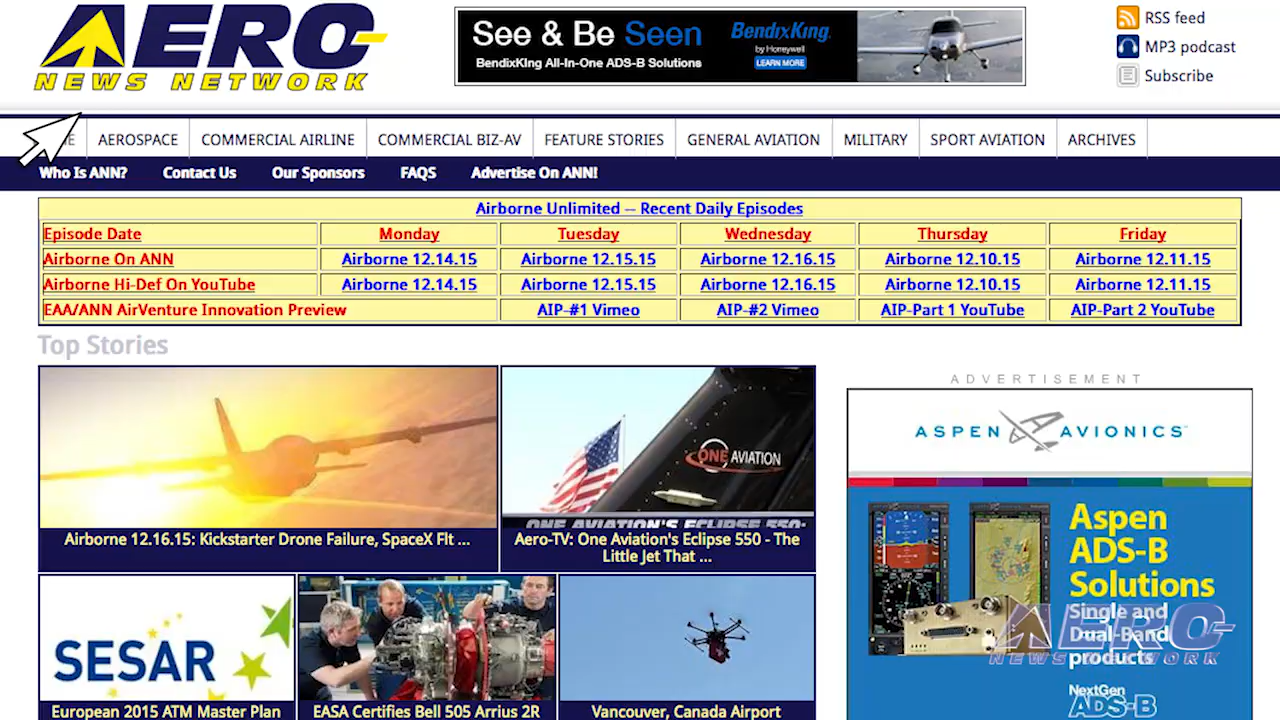 AERO-
NEWS NETWORK
See & Be Seen
BendixKing All-In-One ADS-B Solutions
BendixKing
by Honeywell
LEARN MORE
RSS feed
MP3 podcast
Subscribe
AEROSPACE
COMMERCIAL AIRLINE
COMMERCIAL BIZ-AV
FEATURE STORIES
GENERAL AVIATION
MILITARY
SPORT AVIATION
ARCHIVES
Who Is ANN?
Contact Us
Our Sponsors
FAQS
Advertise On ANN!
Airborne Unlimited -- Recent Daily Episodes
Episode Date Monday Tuesday Wednesday Thursday Friday
Airborne On ANN Airborne 12.14.15 Airborne 12.15.15 Airborne 12.16.15 Airborne 12.10.15 Airborne 12.11.15
Airborne Hi-Def On YouTube Airborne 12.14.15 Airborne 12.15.15 Airborne 12.16.15 Airborne 12.10.15 Airborne 12.11.15
EAA/ANN AirVenture Innovation Preview AIP-#1 Vimeo AIP-#2 Vimeo AIP-Part 1 YouTube AIP-Part 2 YouTube
Top Stories
ONE AVIATION
ONE AVIATION'S ECLIPSE 550:
Airborne 12.16.15: Kickstarter Drone Failure, SpaceX Flt ...
Aero-TV: One Aviation's Eclipse 550 - The
Little Jet That ...
SESAR
European 2015 ATM Master Plan
EASA Certifies Bell 505 Arrius 2R
Vancouver, Canada Airport
ADVERTISEMENT
ASPEN AVIONICS
Aspen
ADS-B
Solutions
Single and
Dual-Band
products
NextGen
ADS-B
AERO-
NEWS NETWORK